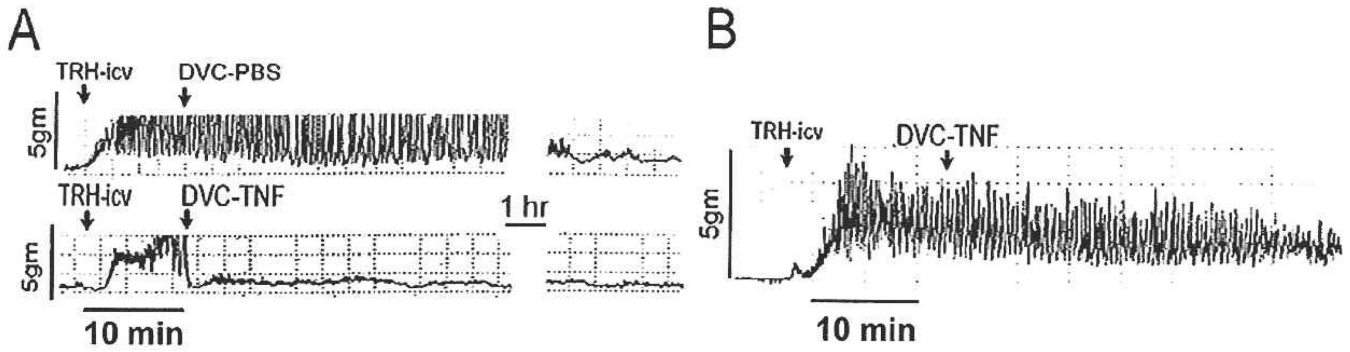 A
TRH-icv DVC-PBS
5gm
TRH-icv DVC-TNF
1 hr
5gm
10 min
B
TRH-icv DVC-TNF
5gm
10 min